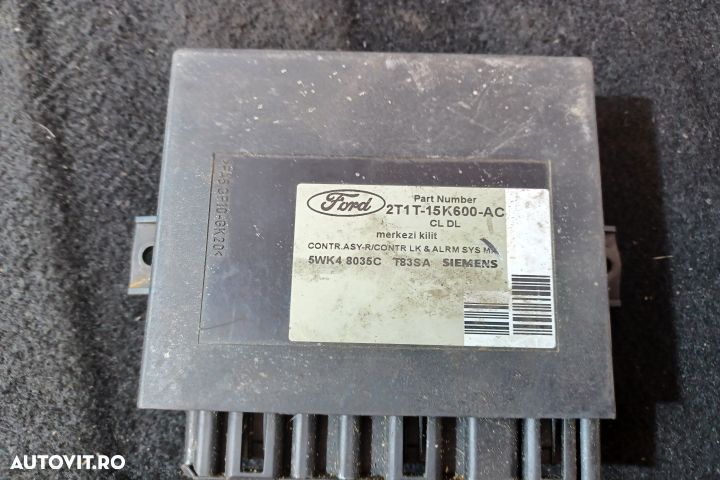 Ford
Part Number
2T1T-15K600-AC
CL DL
merkezi kilit
CONTR.ASY-R/CONTR LK & ALRM SYS MA
5WK4 8035C T83SA SIEMENS
AUTOVIT.RO